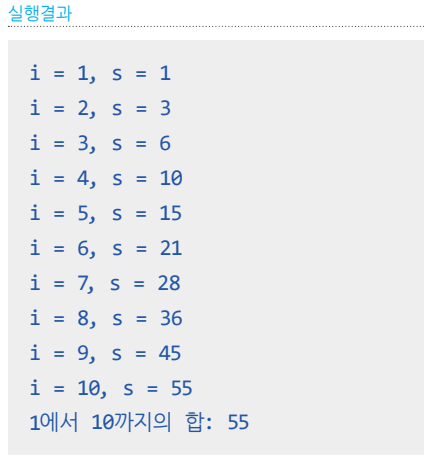 실행결과
i = 1, s = 1
i = 2, s = 3
i = 3, s = 6
i = 4, s = 10
i = 5, s = 15
i = 6, s = 21
i = 7, s = 28
i = 8, s = 36
i = 9, s = 45
i = 10, s = 55
1에서 10까지의 합: 55